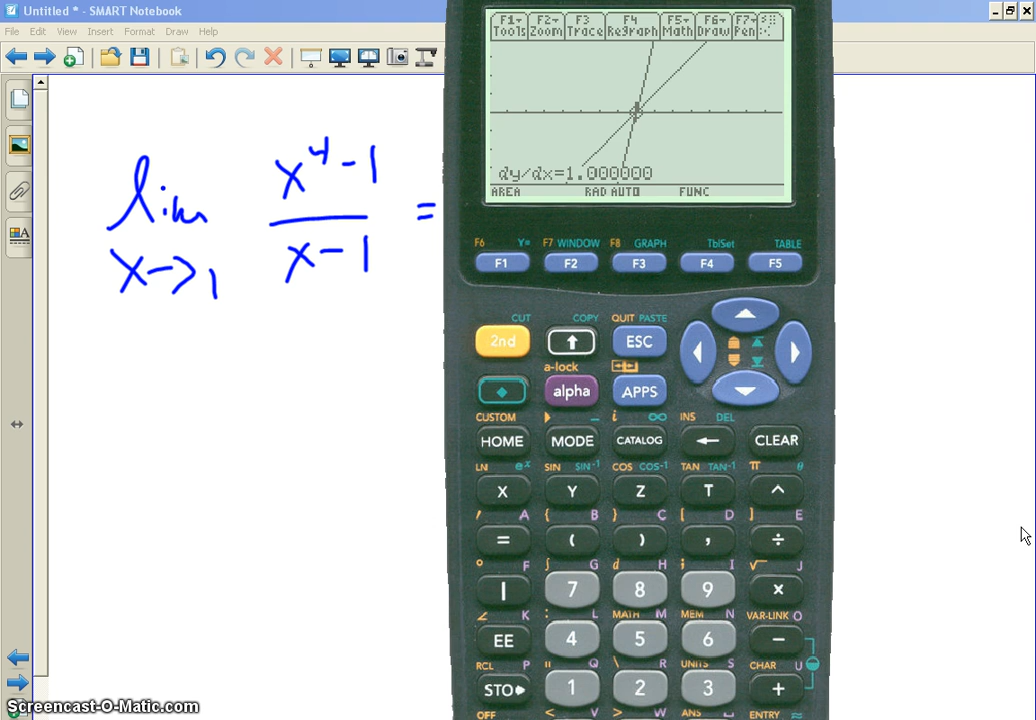 Untitled * - SMART Notebook
File Edit View Insert Format Draw Help
lim x^4 - 1 =
x->1 x - 1
F1 F2 F3 F4 F5 F6 F7
Tools Zoom Trace ReGraph Math Draw Pen
dy/dx=1.000000
AREA RAD AUTO FUNC
F6 Y= F7 WINDOW F8 GRAPH TblSet TABLE
F1 F2 F3 F4 F5
CUT COPY QUIT PASTE
2nd ESC
a-lock
alpha APPS
CUSTOM i ∞ INS DEL
HOME MODE CATALOG ← CLEAR
LN e^x SIN SIN-1 COS COS-1 TAN TAN-1 π θ
X Y Z T ^
' A { B } C [ D ] E
= ( ) , ÷
° F ∫ G d H ; I √ J
| 7 8 9 ×
∠ K : L MATH M MEM N VAR-LINK O
EE 4 5 6 −
RCL P " Q \ R UNITS S CHAR U
STO▶ 1 2 3 +
OFF < V > W ANS ENTRY ≈
Screencast-O-Matic.com